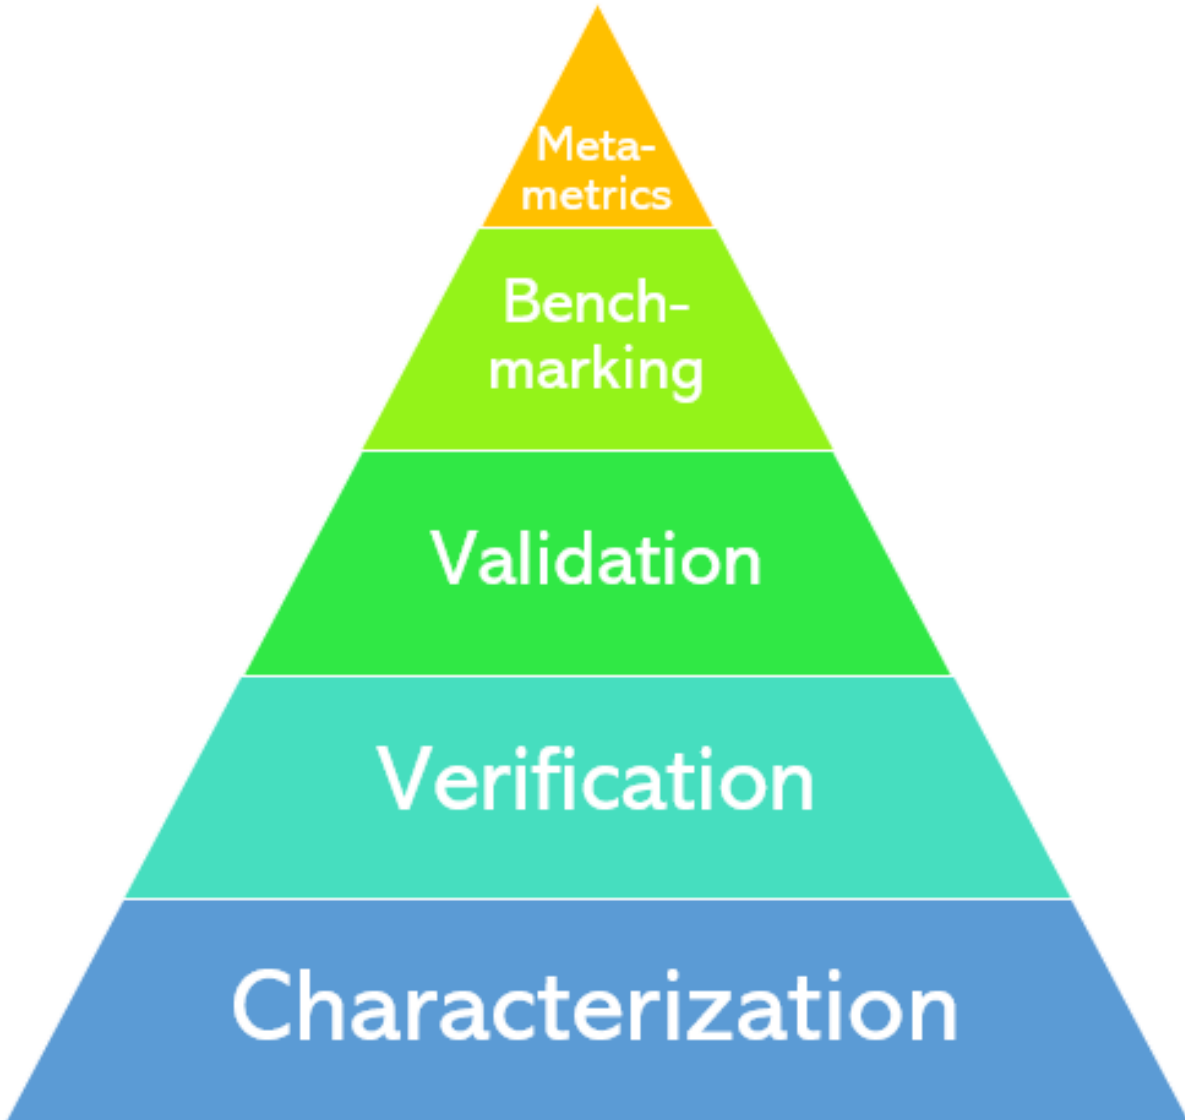 Meta-
metrics
Bench-
marking
Validation
Verification
Characterization